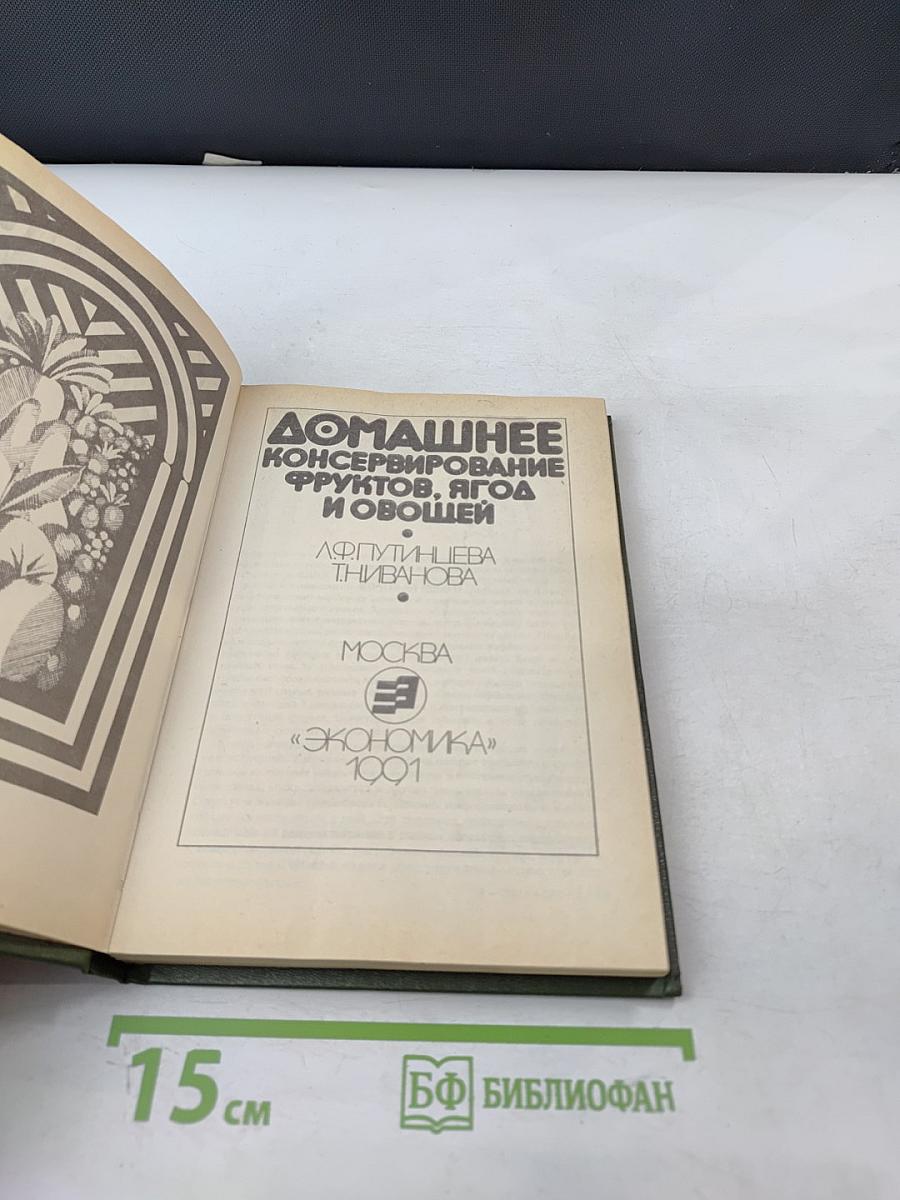 ДОМАШНЕЕ
КОНСЕРВИРОВАНИЕ
ФРУКТОВ, ЯГОД
И ОВОЩЕЙ
Л.Ф.ПУТИНЦЕВА
Т.Н.ИВАНОВА
МОСКВА
«ЭКОНОМИКА»
1991
15 см
БФ БИБЛИОФАН